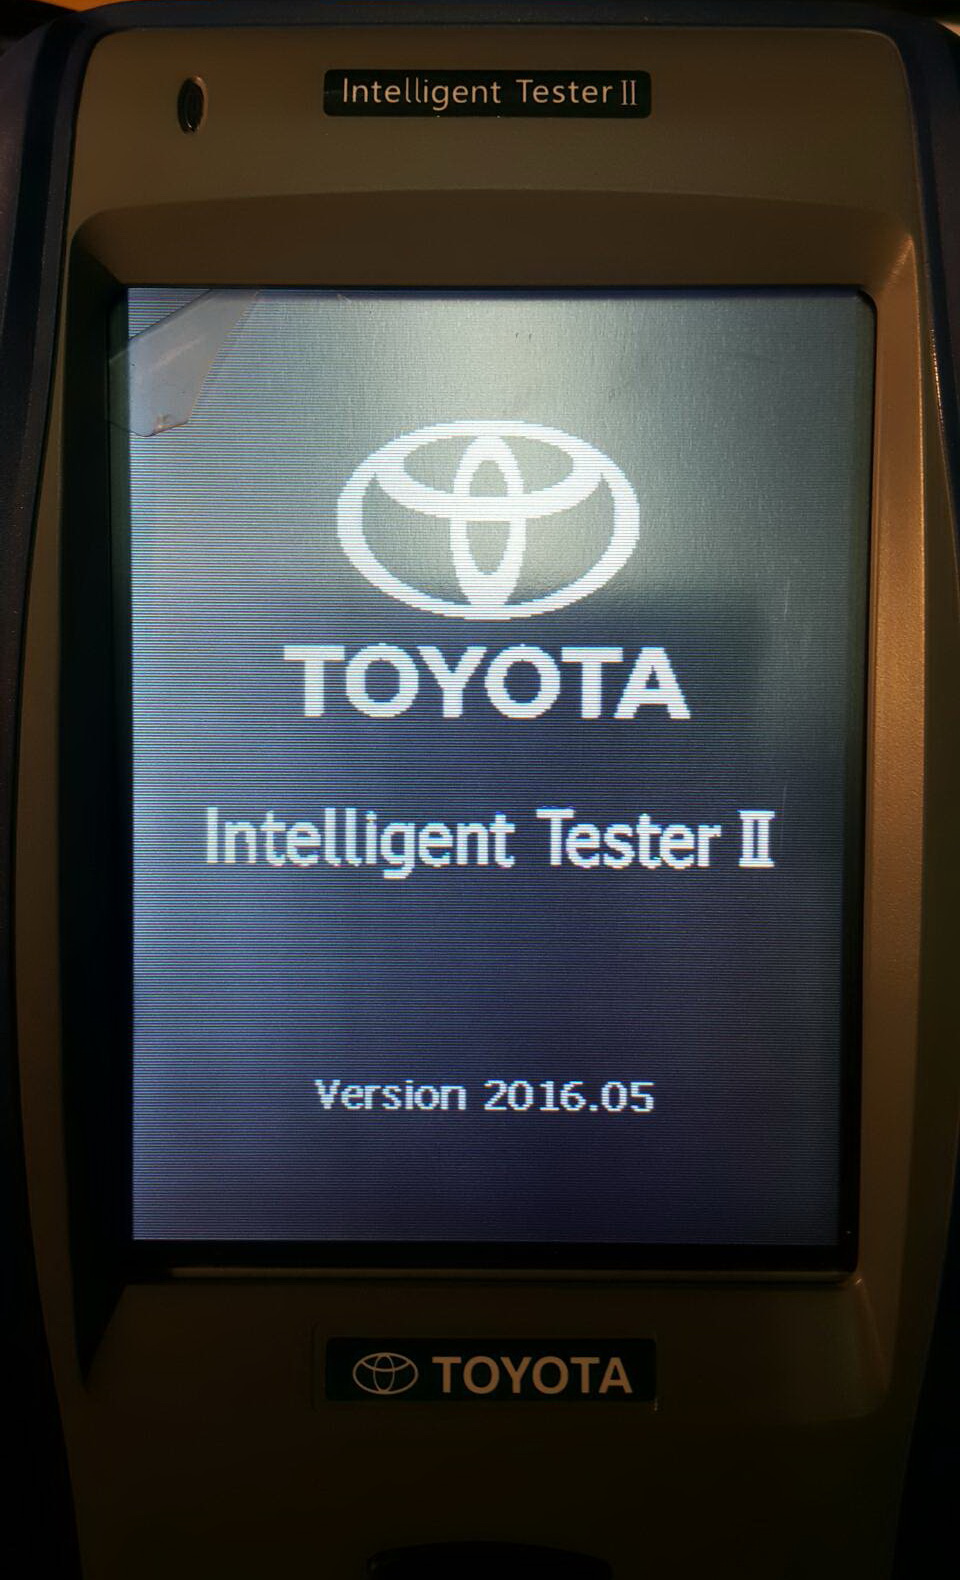 Intelligent Tester II
TOYOTA
Intelligent Tester II
Version 2016.05
TOYOTA